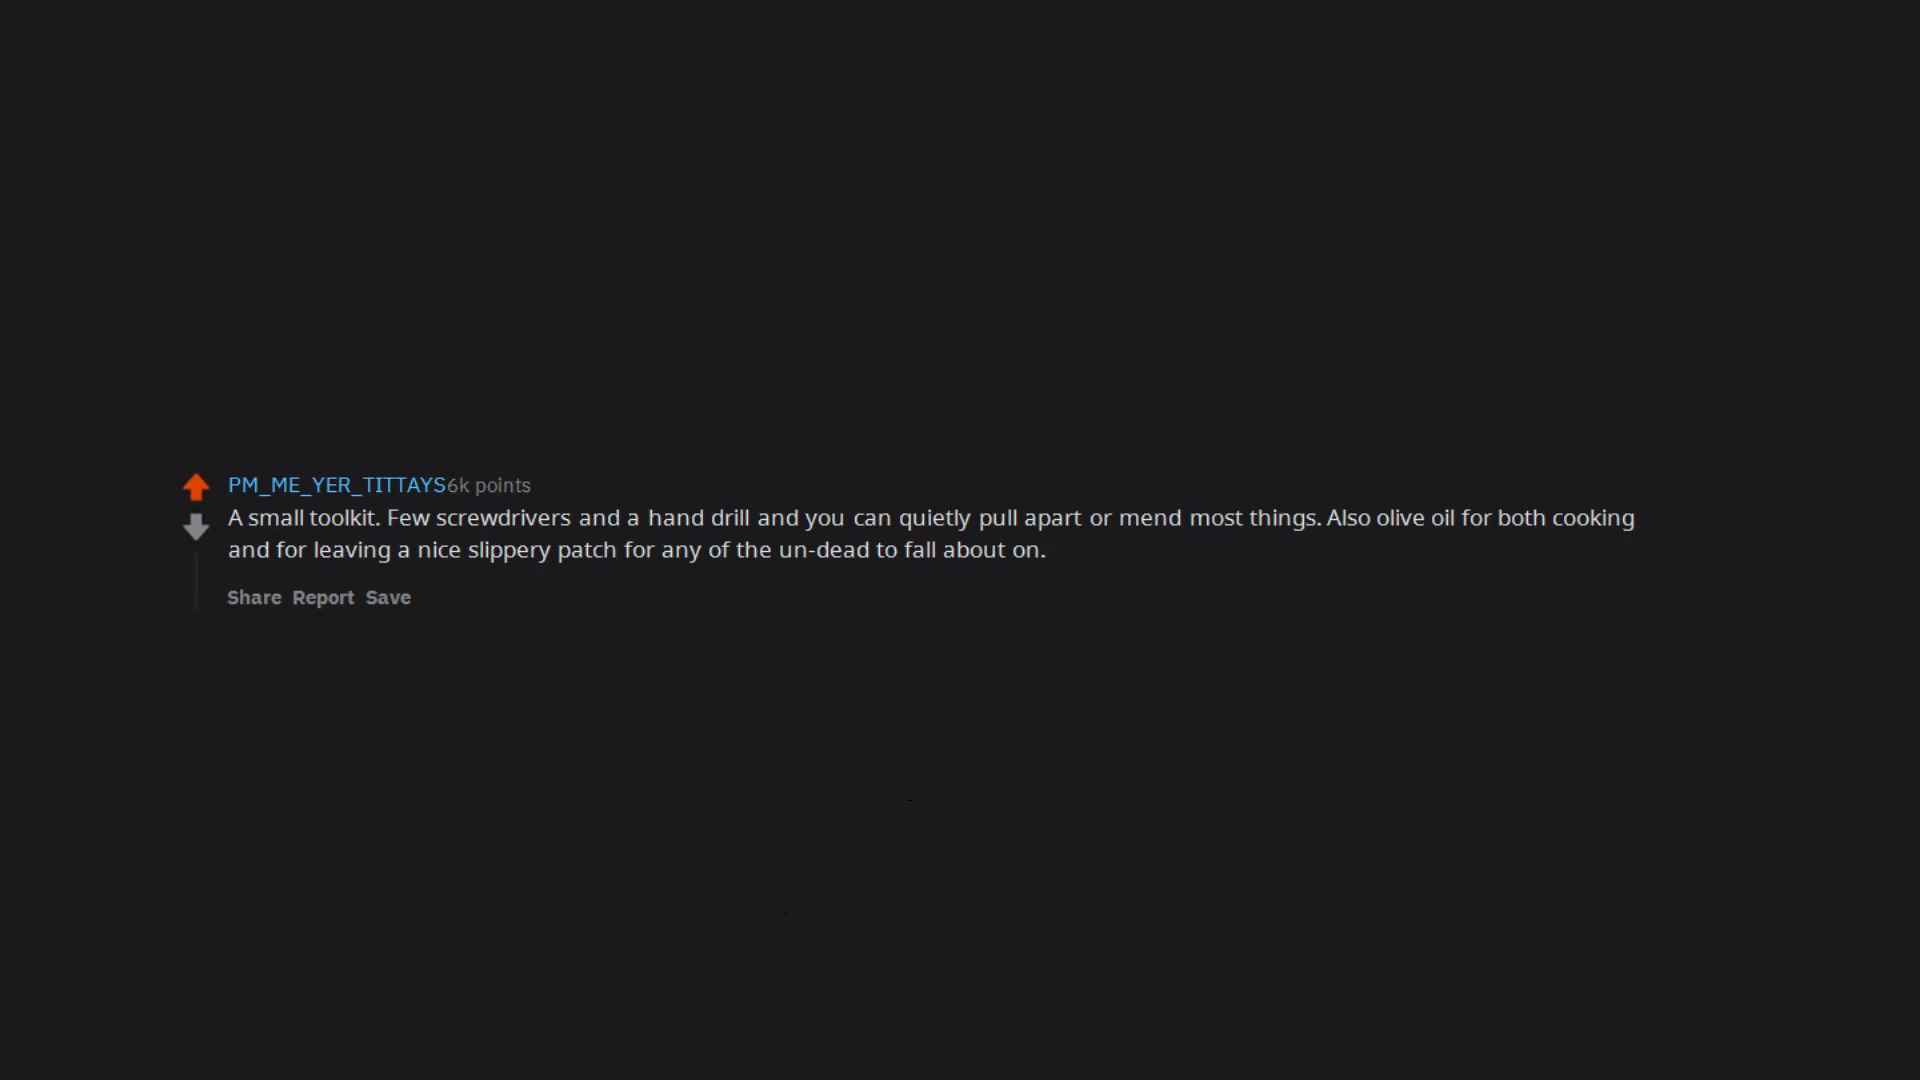 PM_ME_YER_TITTAYS6k points
A small toolkit. Few screwdrivers and a hand drill and you can quietly pull apart or mend most things. Also olive oil for both cooking
and for leaving a nice slippery patch for any of the un-dead to fall about on.
Share Report Save